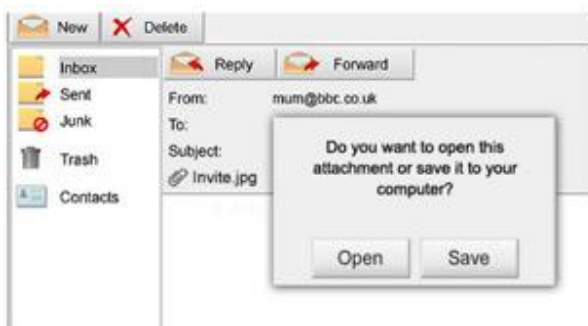 New Delete
Inbox
Sent
Junk
Trash
Contacts
Reply Forward
From: mum@bbc.co.uk
To:
Subject:
Invite.jpg
Do you want to open this
attachment or save it to your
computer?
Open Save